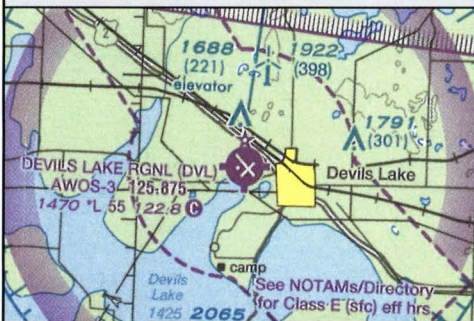 2
1688
(221)
elevator
1922
(398)
1791
(301)
DEVILS LAKE RGNL (DVL)
AWOS-3 125.875
1470 *L 55 122.8 C
Devils Lake
camp
See NOTAMs/Directory
for Class E (sfc) eff hrs
Devils
Lake
1425
2065